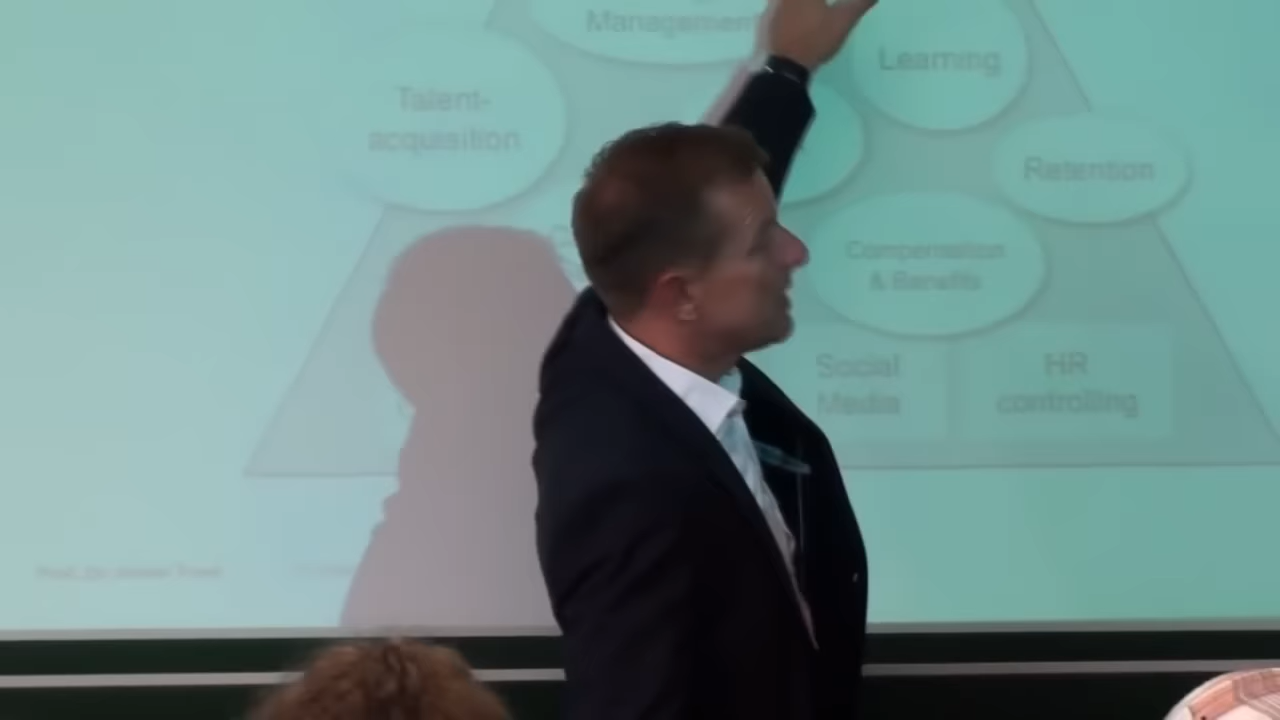 Management
Talent-
acquisition
Learning
Retention
Compensation
& Benefits
Social
Media
HR
controlling